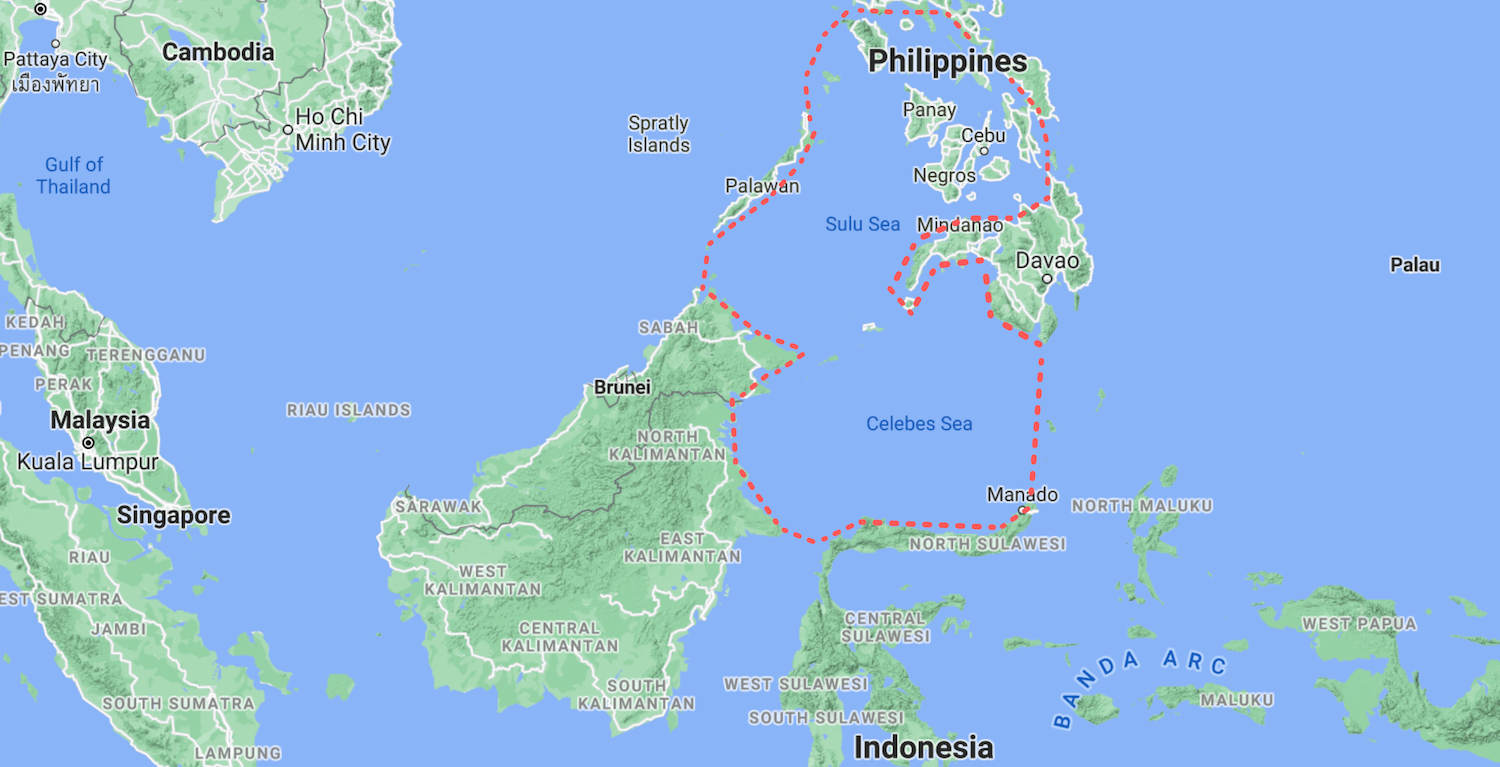 Cambodia
Philippines
Pattaya City
เมืองพัทยา
Ho Chi
Minh City
Panay
Spratly
Islands
Cebu
Gulf of
Thailand
Negros
Palawan
Sulu Sea
Mindanao
Davao
Palau
KEDAH
SABAH
PENANG
TERENGGANU
PERAK
Brunei
RIAU ISLANDS
Malaysia
Celebes Sea
NORTH
KALIMANTAN
Kuala Lumpur
Manado
SARAWAK
NORTH MALUKU
Singapore
EAST
KALIMANTAN
NORTH SULAWESI
RIAU
WEST
KALIMANTAN
EST SUMATRA
CENTRAL
SULAWESI
WEST PAPUA
JAMBI
CENTRAL
KALIMANTAN
BANDA ARC
SOUTH
KALIMANTAN
WEST SULAWESI
MALUKU
SOUTH SUMATRA
SOUTH SULAWESI
Indonesia
LAMPUNG